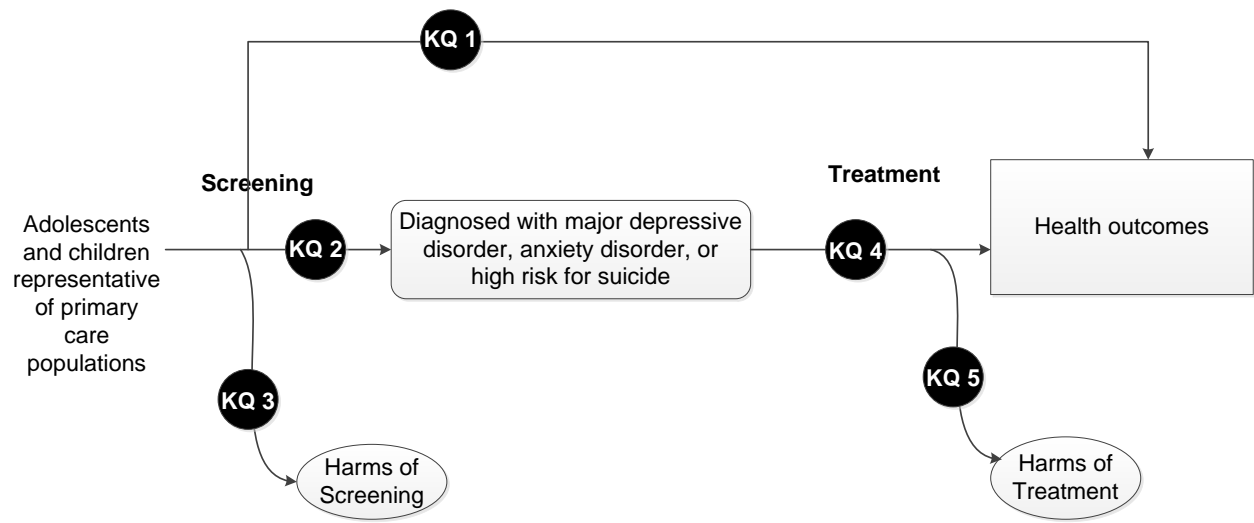 KQ 1
Screening
Treatment
Adolescents
and children
representative
of primary
care
populations
KQ 2
Diagnosed with major depressive
disorder, anxiety disorder, or
high risk for suicide
KQ 4
Health outcomes
KQ 3
KQ 5
Harms of
Screening
Harms of
Treatment